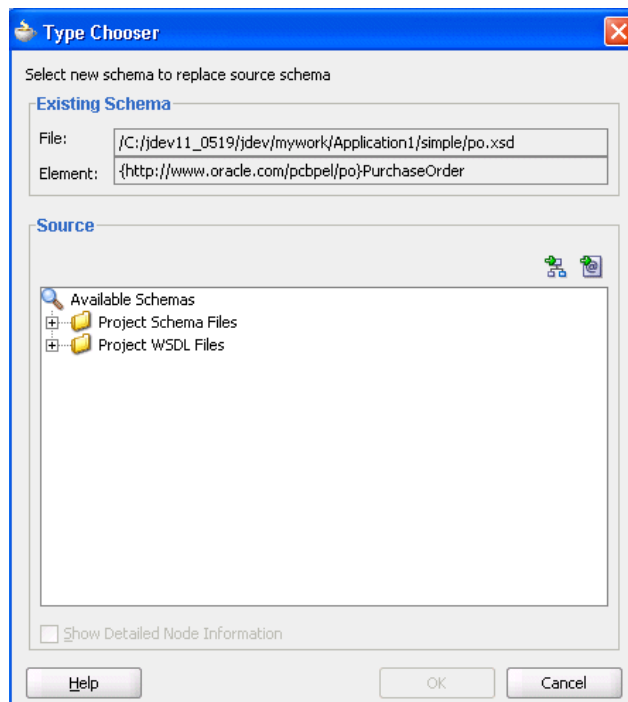 Type Chooser
Select new schema to replace source schema
Existing Schema
File: /C:/jdev11_0519/jdev/mywork/Application1/simple/po.xsd
Element: {http://www.oracle.com/pcbpel/po}PurchaseOrder
Source
Available Schemas
Project Schema Files
Project WSDL Files
Show Detailed Node Information
Help OK Cancel